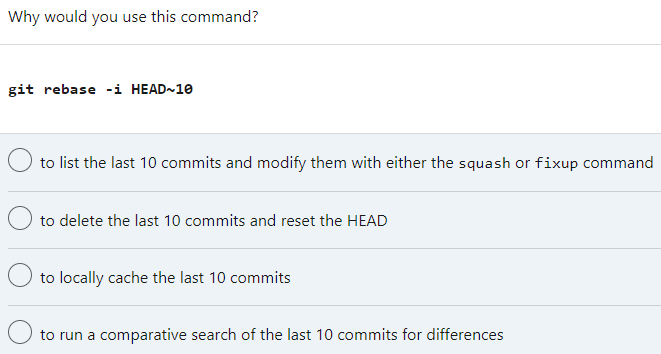 Why would you use this command?
git rebase -i HEAD~10
to list the last 10 commits and modify them with either the squash or fixup command
to delete the last 10 commits and reset the HEAD
to locally cache the last 10 commits
to run a comparative search of the last 10 commits for differences